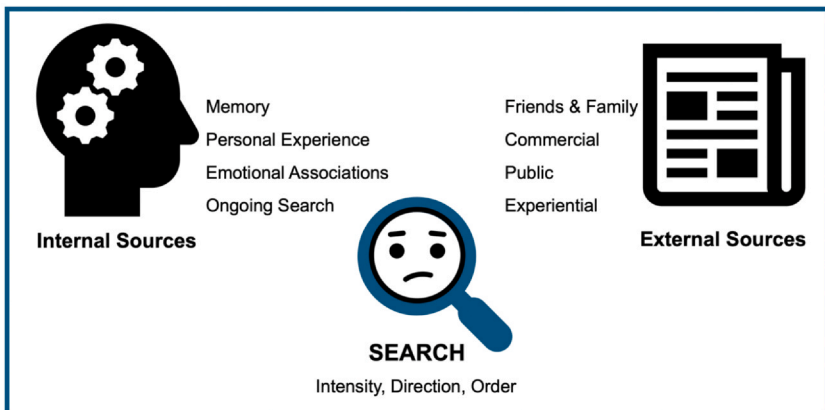 Memory
Personal Experience
Emotional Associations
Ongoing Search
Internal Sources
Friends & Family
Commercial
Public
Experiential
External Sources
SEARCH
Intensity, Direction, Order